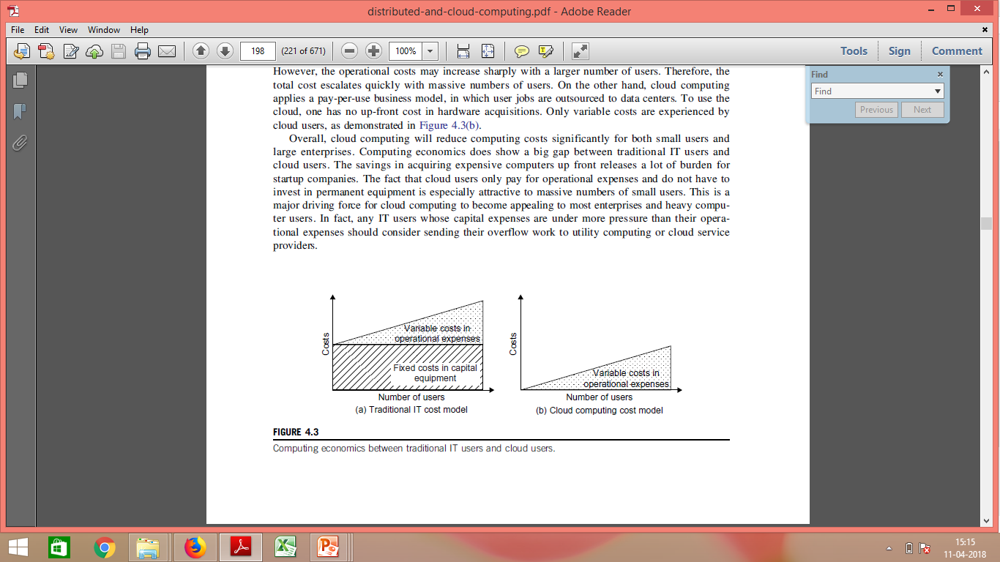 distributed-and-cloud-computing.pdf - Adobe Reader
File Edit View Window Help
198 (221 of 671) 100% Tools Sign Comment
Find
Find
Previous Next
However, the operational costs may increase sharply with a larger number of users. Therefore, the
total cost escalates quickly with massive numbers of users. On the other hand, cloud computing
applies a pay-per-use business model, in which user jobs are outsourced to data centers. To use the
cloud, one has no up-front cost in hardware acquisitions. Only variable costs are experienced by
cloud users, as demonstrated in Figure 4.3(b).
Overall, cloud computing will reduce computing costs significantly for both small users and
large enterprises. Computing economics does show a big gap between traditional IT users and
cloud users. The savings in acquiring expensive computers up front releases a lot of burden for
startup companies. The fact that cloud users only pay for operational expenses and do not have to
invest in permanent equipment is especially attractive to massive numbers of small users. This is a
major driving force for cloud computing to become appealing to most enterprises and heavy compu-
ter users. In fact, any IT users whose capital expenses are under more pressure than their opera-
tional expenses should consider sending their overflow work to utility computing or cloud service
providers.
Costs
Variable costs in
operational expenses
Fixed costs in capital
equipment
Number of users
(a) Traditional IT cost model
Costs
Variable costs in
operational expenses
Number of users
(b) Cloud computing cost model
FIGURE 4.3
Computing economics between traditional IT users and cloud users.
15:15
11-04-2018